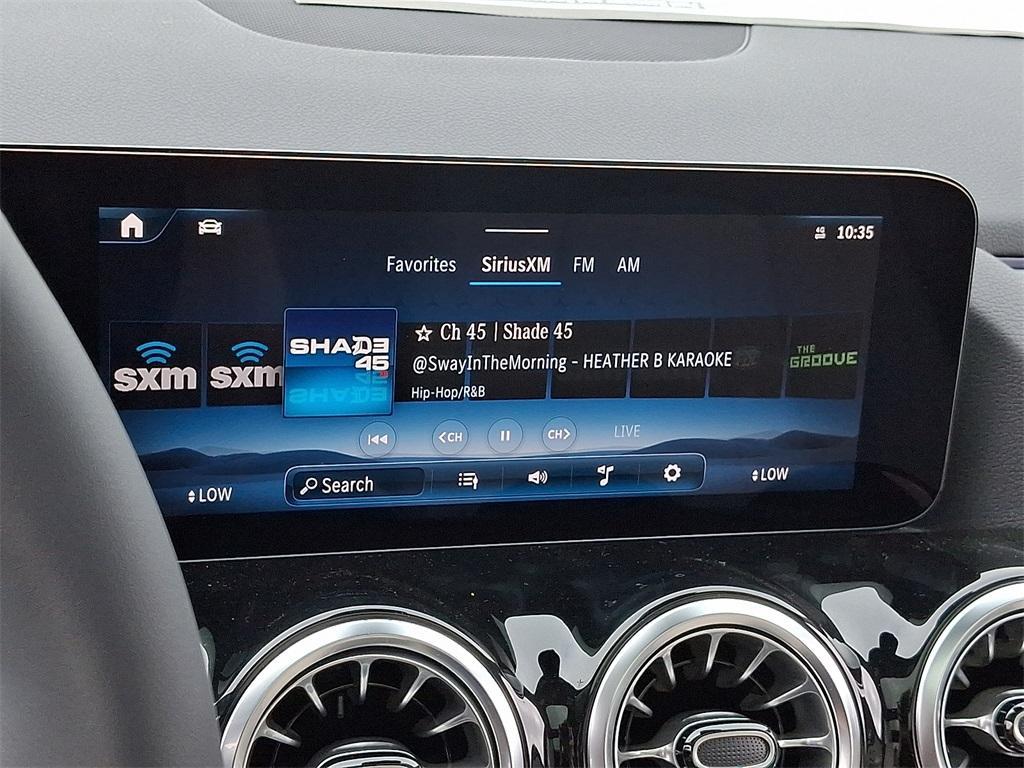 4G 10:35
Favorites SiriusXM FM AM
sxm sxm SHADE 45 THE GROOVE
Ch 45 | Shade 45
@SwayInTheMorning - HEATHER B KARAOKE
Hip-Hop/R&B
<CH CH> LIVE
LOW Search LOW